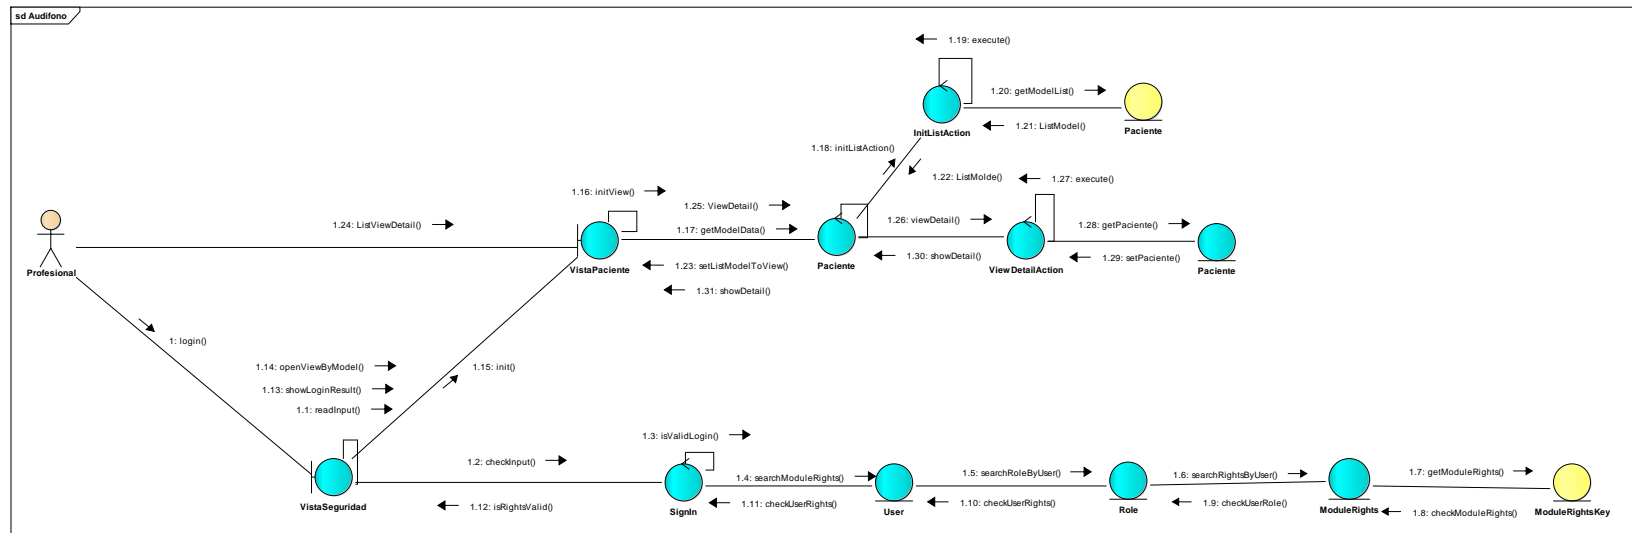 sd Audifono
1.19: execute()
1.20: getModelList()
InitListAction
1.21: ListModel()
Paciente
1.18: initListAction()
1.22: ListMolde()
1.27: execute()
1.16: initView()
1.25: ViewDetail()
1.24: ListViewDetail()
1.17: getModelData()
1.26: viewDetail()
1.28: getPaciente()
Profesional
VistaPaciente
1.23: setListModelToView()
Paciente
1.30: showDetail()
ViewDetailAction
1.29: setPaciente()
Paciente
1.31: showDetail()
1: login()
1.14: openViewByModel()
1.15: init()
1.13: showLoginResult()
1.1: readInput()
1.3: isValidLogin()
1.2: checkInput()
1.4: searchModuleRights()
1.5: searchRoleByUser()
1.6: searchRightsByUser()
1.7: getModuleRights()
VistaSeguridad
1.12: isRightsValid()
SignIn
1.11: checkUserRights()
User
1.10: checkUserRights()
Role
1.9: checkUserRole()
ModuleRights
1.8: checkModuleRights()
ModuleRightsKey